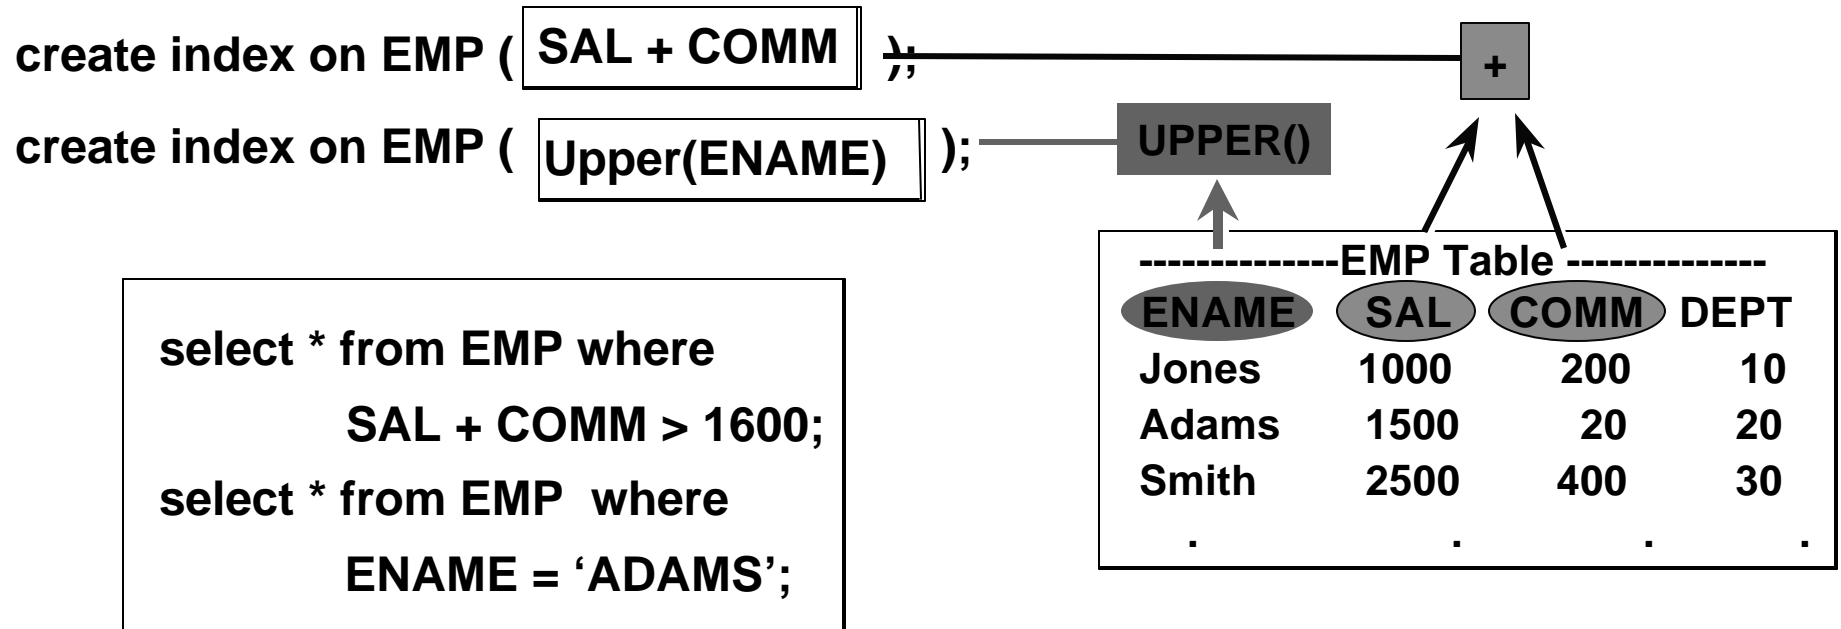 create index on EMP ( SAL + COMM ); +
create index on EMP ( Upper(ENAME) ); UPPER()
select * from EMP where
SAL + COMM > 1600;
select * from EMP where
ENAME = ‘ADAMS’;
--------------EMP Table --------------
ENAME SAL COMM DEPT
Jones 1000 200 10
Adams 1500 20 20
Smith 2500 400 30
. . . .